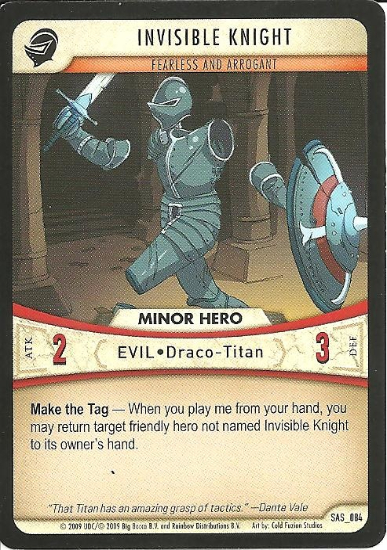 INVISIBLE KNIGHT
FEARLESS AND ARROGANT
MINOR HERO
ATK 2 EVIL•Draco-Titan 3 DEF
Make the Tag — When you play me from your hand, you
may return target friendly hero not named Invisible Knight
to its owner's hand.
"That Titan has an amazing grasp of tactics." —Dante Vale
SAS_084
© 2009 UDC/© 2009 Big Bocca B.V. and Rainbow Distributions B.V. Art by: Cold Fusion Studios